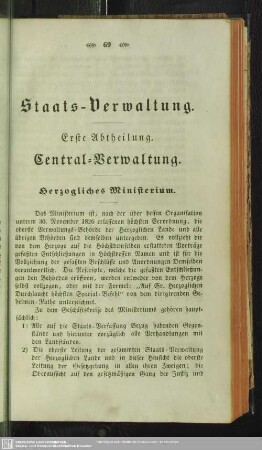 69
Staats-Verwaltung.
Erste Abtheilung.
Central-Verwaltung.
Herzogliches Ministerium.
Das Ministerium ist, nach der über dessen Organisation
unterm 30. November 1826 erlassenen höchsten Verordnung, die
oberste Verwaltungs-Behörde der Herzoglichen Lande und alle
übrigen Behörden sind demselben untergeben. Es vollzieht die
von dem Herzoge auf die Höchstdemselben erstatteten Vorträge
gefaßten Entschließungen in Höchstdessen Namen und ist für die
Vollziehung der gefaßten Beschlüsse und Anordnungen Demselben
verantwortlich. Die Rescripte, welche die gefaßten Entschließun-
gen den Behörden eröffnen, werden entweder von dem Herzoge
selbst vollzogen, oder mit der Formel: „Auf Sr. Herzoglichen
Durchlaucht höchsten Special-Befehl“ von dem dirigirenden Ge-
heimen-Rathe unterzeichnet.
Zu dem Geschäftskreise des Ministeriums gehören haupt-
sächlich:
1) Alle auf die Staats-Verfassung Bezug habenden Gegen-
stände und hierunter vorzüglich alle Verhandlungen mit
den Landständen.
2) Die oberste Leitung der gesammten Staats-Verwaltung
der Herzoglichen Lande und in dieser Hinsicht die oberste
Leitung der Gesetzgebung in allen ihren Zweigen; die
Oberaufsicht auf den gesetzmäßigen Gang der Justiz und